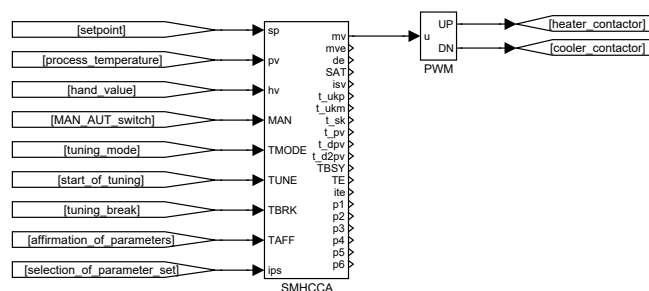 [setpoint]
[process_temperature]
[hand_value]
[MAN_AUT_switch]
[tuning_mode]
[start_of_tuning]
[tuning_break]
[affirmation_of_parameters]
[selection_of_parameter_set]
sp
pv
hv
MAN
TMODE
TUNE
TBRK
TAFF
ips
mv
mve
de
SAT
isv
t_ukp
t_ukm
t_sk
t_pv
t_dpv
t_d2pv
TBSY
TE
ite
p1
p2
p3
p4
p5
p6
SMHCCA
u
UP
DN
PWM
[heater_contactor]
[cooler_contactor]